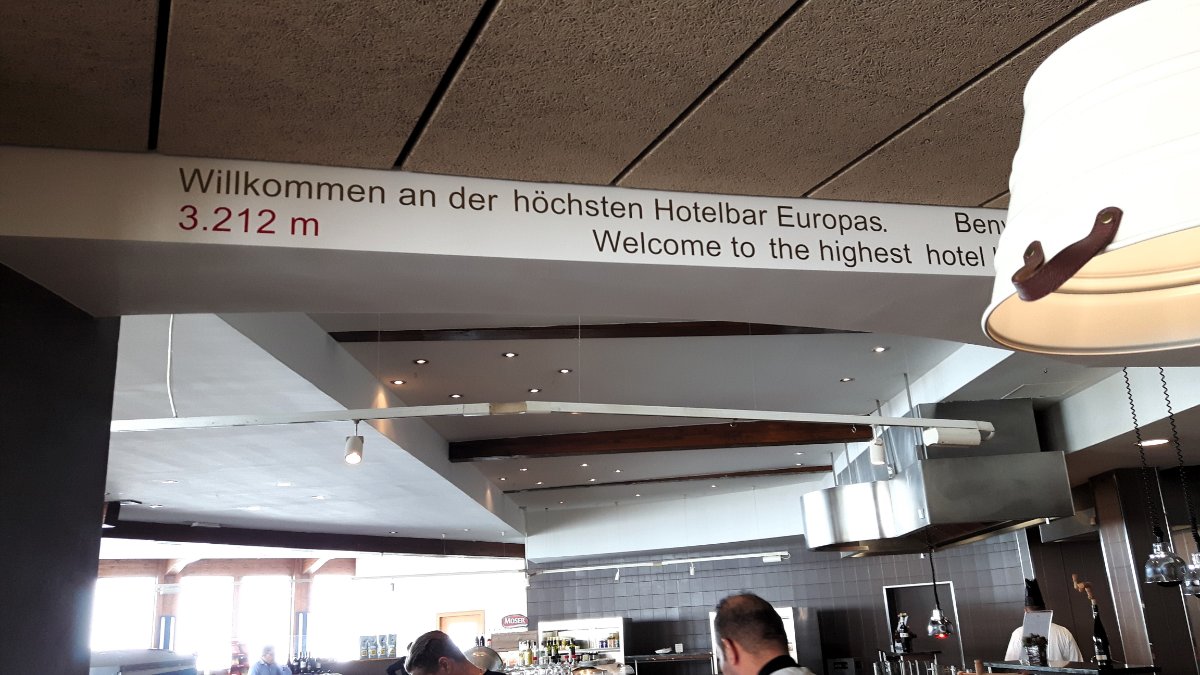 Willkommen an der höchsten Hotelbar Europas.
3.212 m
Welcome to the highest hotel
MOSER